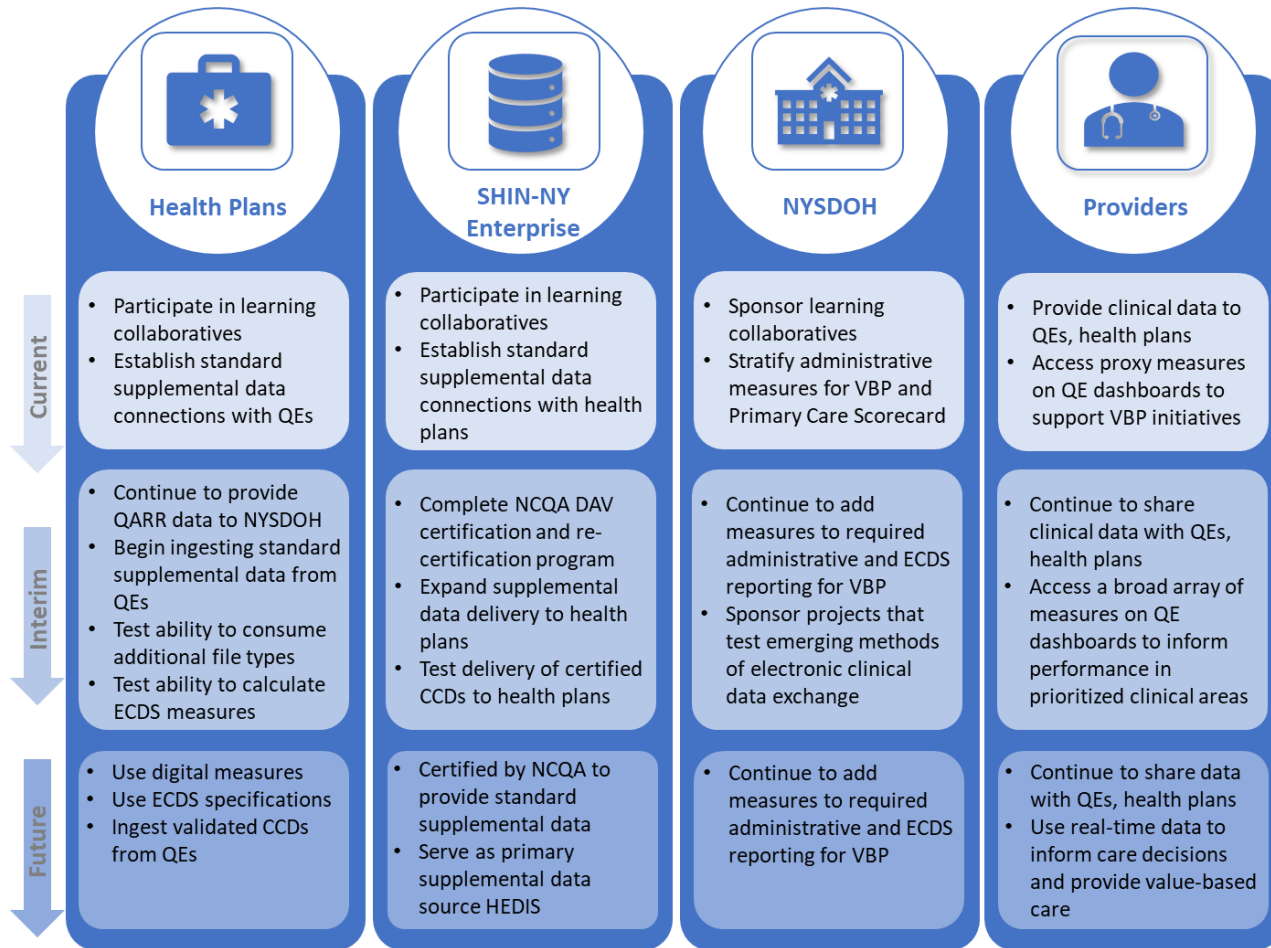 Health Plans
SHIN-NY
Enterprise
NYSDOH
Providers
Current
• Participate in learning
collaboratives
• Establish standard
supplemental data
connections with QEs
• Participate in learning
collaboratives
• Establish standard
supplemental data
connections with health
plans
• Sponsor learning
collaboratives
• Stratify administrative
measures for VBP and
Primary Care Scorecard
• Provide clinical data to
QEs, health plans
• Access proxy measures
on QE dashboards to
support VBP initiatives
Interim
• Continue to provide
QARR data to NYSDOH
• Begin ingesting standard
supplemental data from
QEs
• Test ability to consume
additional file types
• Test ability to calculate
ECDS measures
• Complete NCQA DAV
certification and re-
certification program
• Expand supplemental
data delivery to health
plans
• Test delivery of certified
CCDs to health plans
• Continue to add
measures to required
administrative and ECDS
reporting for VBP
• Sponsor projects that
test emerging methods
of electronic clinical
data exchange
• Continue to share
clinical data with QEs,
health plans
• Access a broad array of
measures on QE
dashboards to inform
performance in
prioritized clinical areas
Future
• Use digital measures
• Use ECDS specifications
• Ingest validated CCDs
from QEs
• Certified by NCQA to
provide standard
supplemental data
• Serve as primary
supplemental data
source HEDIS
• Continue to add
measures to required
administrative and ECDS
reporting for VBP
• Continue to share data
with QEs, health plans
• Use real-time data to
inform care decisions
and provide value-based
care